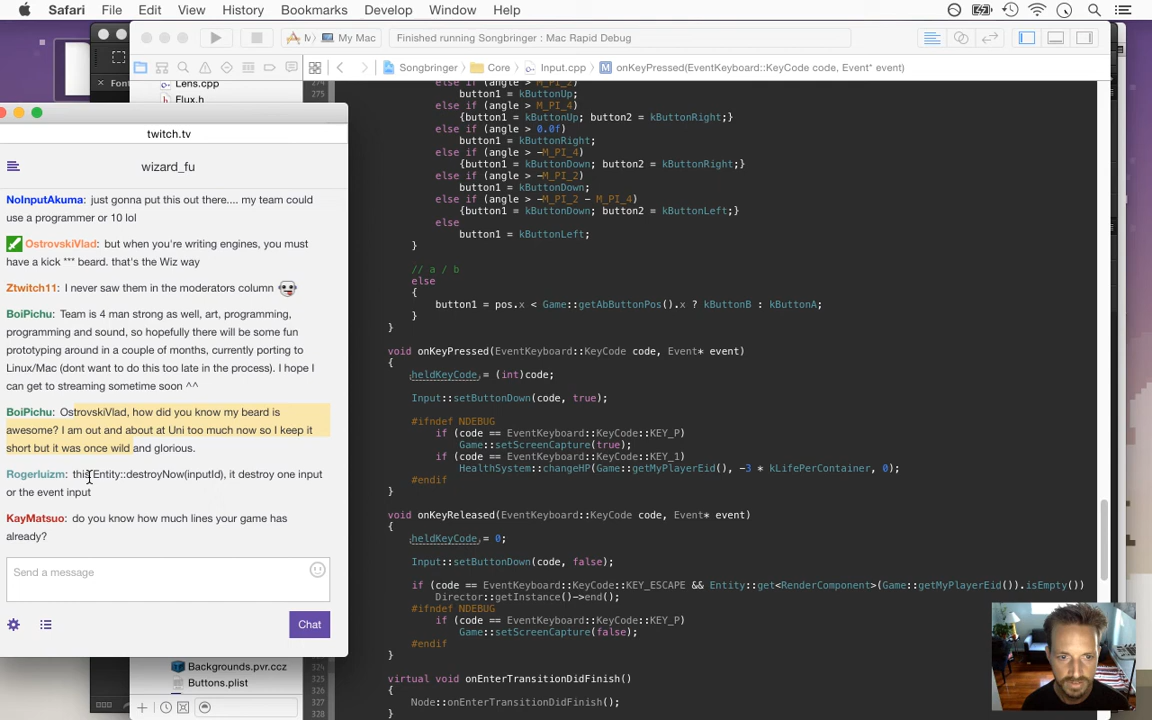 Safari File Edit View History Bookmarks Develop Window Help
M My Mac Finished running Songbringer : Mac Rapid Debug
Songbringer Core Input.cpp M onKeyPressed(EventKeyboard::KeyCode code, Event* event)
Font
Lens.cpp
Flux.h
275
else if (angle > M_PI_2)
button1 = kButtonUp;
else if (angle > M_PI_4)
{button1 = kButtonUp; button2 = kButtonRight;}
else if (angle > 0.0f)
button1 = kButtonRight;
else if (angle > -M_PI_4)
{button1 = kButtonDown; button2 = kButtonRight;}
else if (angle > -M_PI_2)
button1 = kButtonDown;
else if (angle > -M_PI_2 - M_PI_4)
{button1 = kButtonDown; button2 = kButtonLeft;}
else
button1 = kButtonLeft;
}
// a / b
else
{
button1 = pos.x < Game::getAbButtonPos().x ? kButtonB : kButtonA;
}
}
void onKeyPressed(EventKeyboard::KeyCode code, Event* event)
{
heldKeyCode = (int)code;
Input::setButtonDown(code, true);
#ifndef NDEBUG
if (code == EventKeyboard::KeyCode::KEY_P)
Game::setScreenCapture(true);
if (code == EventKeyboard::KeyCode::KEY_1)
HealthSystem::changeHP(Game::getMyPlayerEid(), -3 * kLifePerContainer, 0);
#endif
}
void onKeyReleased(EventKeyboard::KeyCode code, Event* event)
{
heldKeyCode = 0;
Input::setButtonDown(code, false);
if (code == EventKeyboard::KeyCode::KEY_ESCAPE && Entity::get<RenderComponent>(Game::getMyPlayerEid()).isEmpty())
Director::getInstance()->end();
#ifndef NDEBUG
if (code == EventKeyboard::KeyCode::KEY_P)
Game::setScreenCapture(false);
#endif
}
virtual void onEnterTransitionDidFinish()
{
Node::onEnterTransitionDidFinish();
324
325
326
327
328
twitch.tv
wizard_fu
NoInputAkuma: just gonna put this out there.... my team could
use a programmer or 10 lol
OstrovskiVlad: but when you're writing engines, you must
have a kick *** beard. that's the Wiz way
Ztwitch11: I never saw them in the moderators column
BoiPichu: Team is 4 man strong as well, art, programming,
programming and sound, so hopefully there will be some fun
prototyping around in a couple of months, currently porting to
Linux/Mac (dont want to do this too late in the process). I hope I
can get to streaming sometime soon ^^
BoiPichu: OstrovskiVlad, how did you know my beard is
awesome? I am out and about at Uni too much now so I keep it
short but it was once wild and glorious.
Rogerluizm: this Entity::destroyNow(inputId), it destroy one input
or the event input
KayMatsuo: do you know how much lines your game has
already?
Send a message
Chat
Backgrounds.pvr.ccz
Buttons.plist